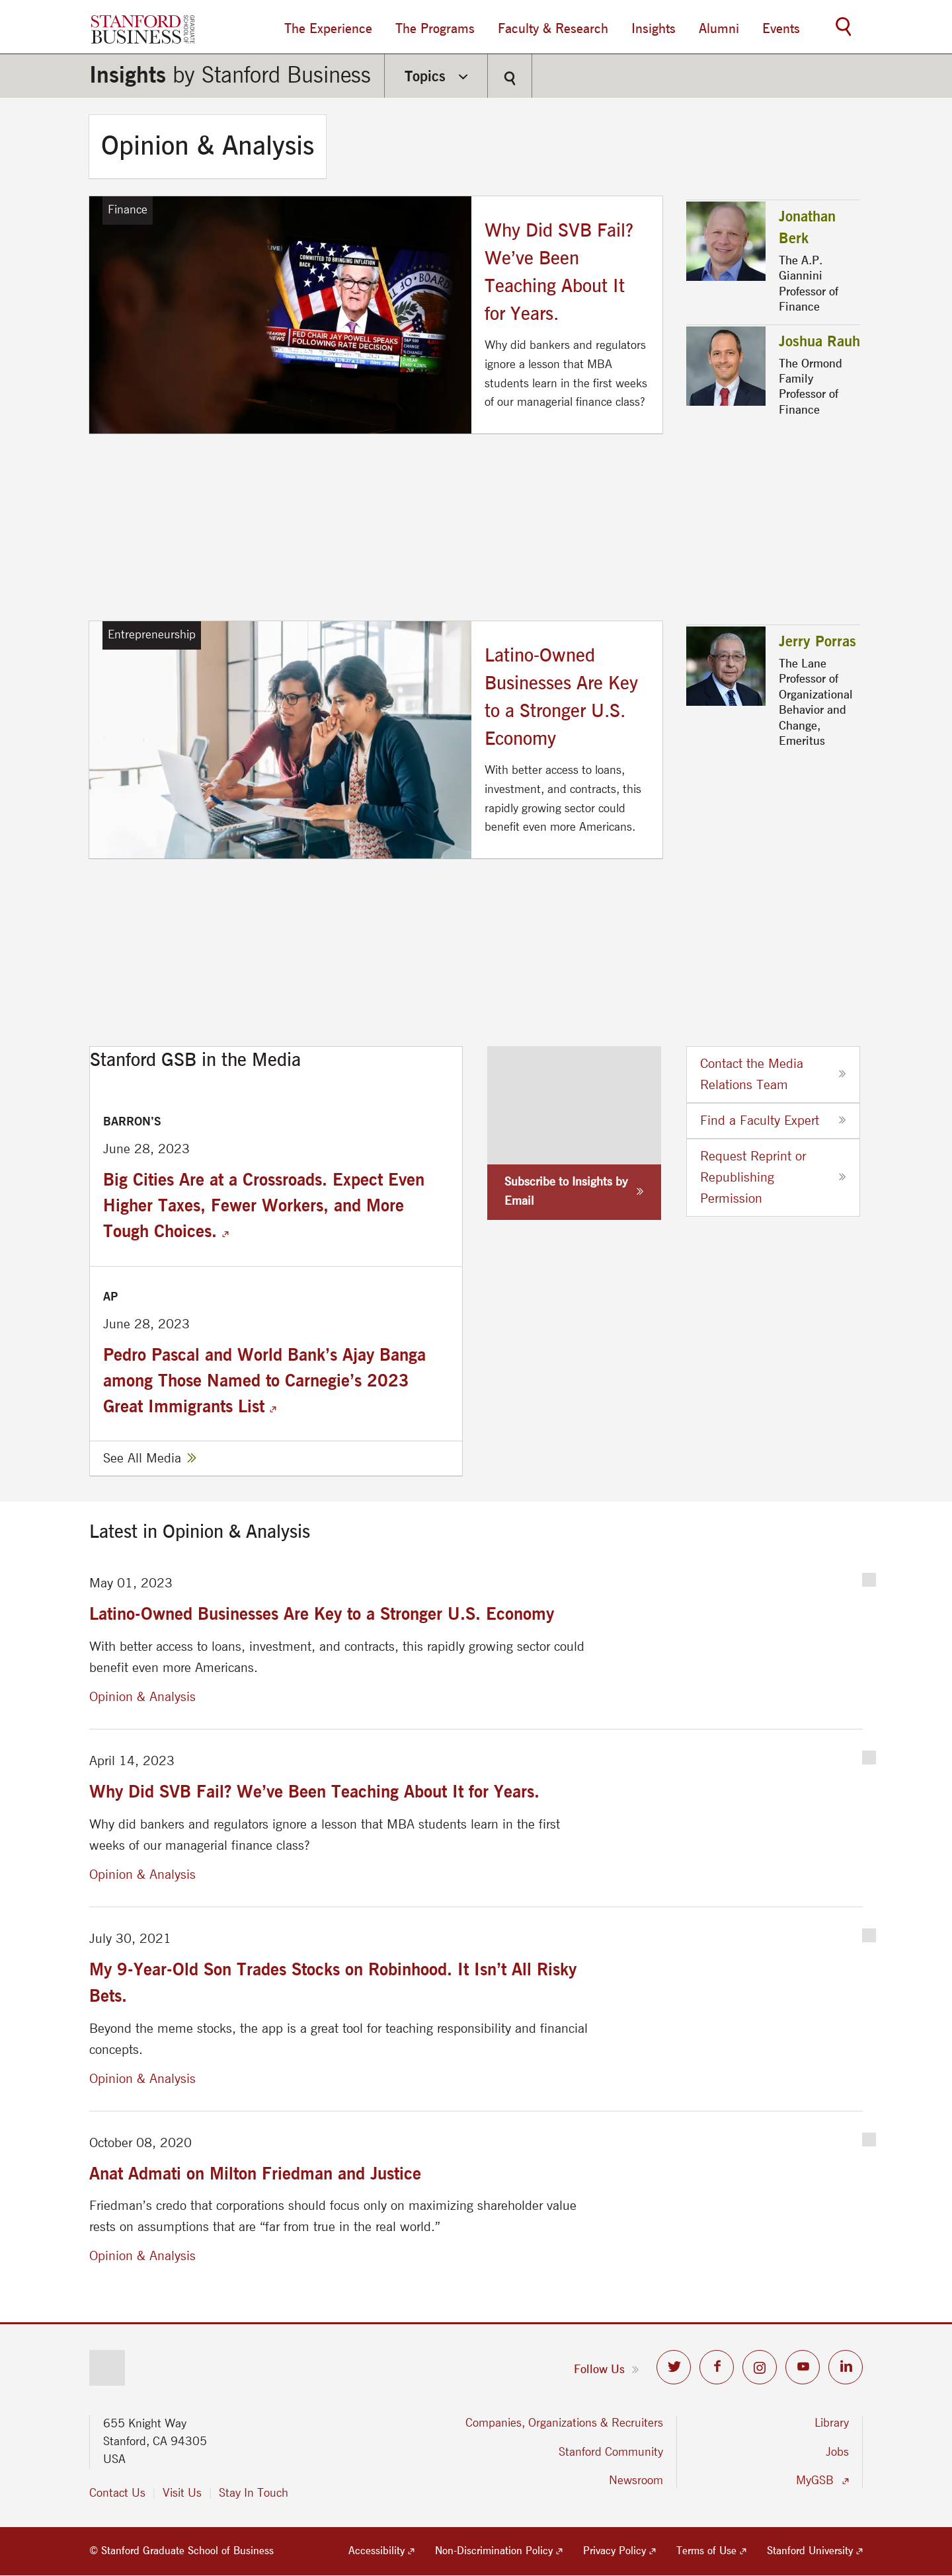 STANFORD
BUSINESS
GRADUATE
SCHOOL OF
The Experience
The Programs
Faculty & Research
Insights
Alumni
Events
Insights by Stanford Business
Topics
Opinion & Analysis
Finance
BACK
COMMITTED TO BRINGING INFLATION
FED CHAIR JAY POWELL SPEAKS
FOLLOWING RATE DECISION
Why Did SVB Fail?
We’ve Been
Teaching About It
for Years.
Why did bankers and regulators
ignore a lesson that MBA
students learn in the first weeks
of our managerial finance class?
Jonathan
Berk
The A.P.
Giannini
Professor of
Finance
Joshua Rauh
The Ormond
Family
Professor of
Finance
Entrepreneurship
Latino-Owned
Businesses Are Key
to a Stronger U.S.
Economy
With better access to loans,
investment, and contracts, this
rapidly growing sector could
benefit even more Americans.
Jerry Porras
The Lane
Professor of
Organizational
Behavior and
Change,
Emeritus
Stanford GSB in the Media
BARRON’S
June 28, 2023
Big Cities Are at a Crossroads. Expect Even
Higher Taxes, Fewer Workers, and More
Tough Choices.
AP
June 28, 2023
Pedro Pascal and World Bank’s Ajay Banga
among Those Named to Carnegie’s 2023
Great Immigrants List
See All Media
Subscribe to Insights by
Email
Contact the Media
Relations Team
Find a Faculty Expert
Request Reprint or
Republishing
Permission
Latest in Opinion & Analysis
May 01, 2023
Latino-Owned Businesses Are Key to a Stronger U.S. Economy
With better access to loans, investment, and contracts, this rapidly growing sector could
benefit even more Americans.
Opinion & Analysis
April 14, 2023
Why Did SVB Fail? We’ve Been Teaching About It for Years.
Why did bankers and regulators ignore a lesson that MBA students learn in the first
weeks of our managerial finance class?
Opinion & Analysis
July 30, 2021
My 9-Year-Old Son Trades Stocks on Robinhood. It Isn’t All Risky
Bets.
Beyond the meme stocks, the app is a great tool for teaching responsibility and financial
concepts.
Opinion & Analysis
October 08, 2020
Anat Admati on Milton Friedman and Justice
Friedman’s credo that corporations should focus only on maximizing shareholder value
rests on assumptions that are “far from true in the real world.”
Opinion & Analysis
Follow Us
655 Knight Way
Stanford, CA 94305
USA
Contact Us
Visit Us
Stay In Touch
Companies, Organizations & Recruiters
Stanford Community
Newsroom
Library
Jobs
MyGSB
© Stanford Graduate School of Business
Accessibility
Non-Discrimination Policy
Privacy Policy
Terms of Use
Stanford University